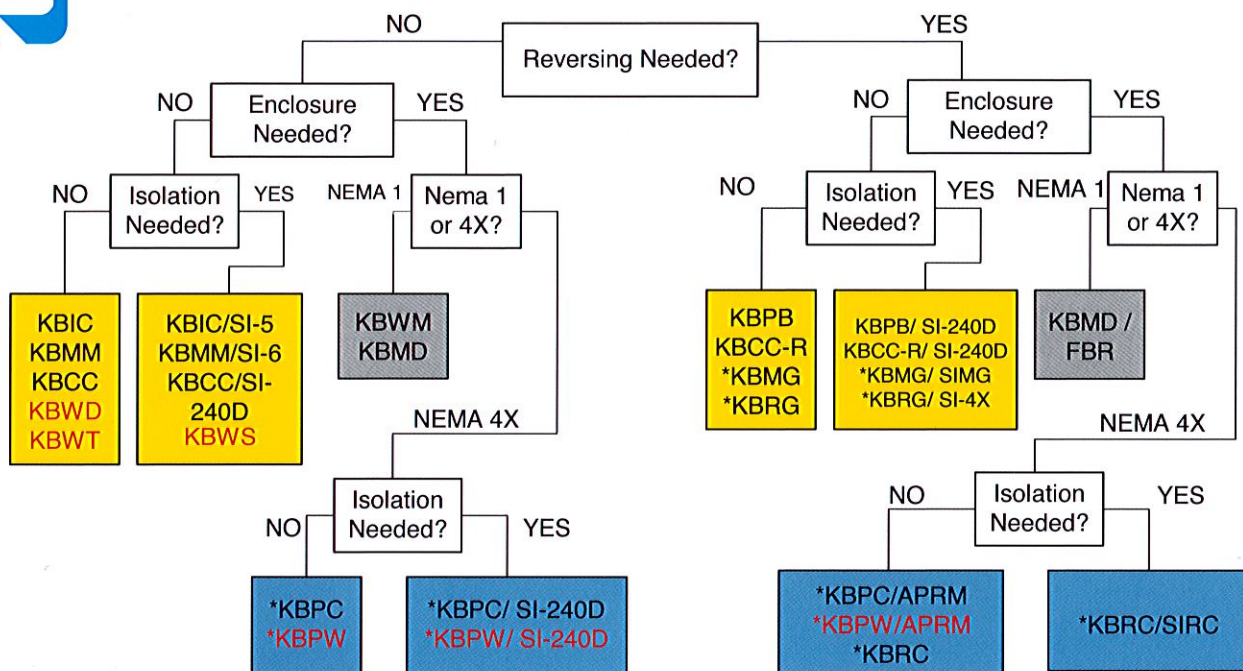 Reversing Needed?
NO
YES
Enclosure
Needed?
NO
YES
Enclosure
Needed?
NO
YES
Isolation
Needed?
NO
YES
Nema 1
or 4X?
NEMA 1
Isolation
Needed?
NO
YES
Nema 1
or 4X?
NEMA 1
KBIC
KBMM
KBCC
KBWD
KBWT
KBIC/SI-5
KBMM/SI-6
KBCC/SI-
240D
KBWS
KBWM
KBMD
KBPB
KBCC-R
*KBMG
*KBRG
KBPB/ SI-240D
KBCC-R/ SI-240D
*KBMG/ SIMG
*KBRG/ SI-4X
KBMD /
FBR
NEMA 4X
NEMA 4X
Isolation
Needed?
NO
YES
Isolation
Needed?
NO
YES
*KBPC
*KBPW
*KBPC/ SI-240D
*KBPW/ SI-240D
*KBPC/APRM
*KBPW/APRM
*KBRC
*KBRC/SIRC